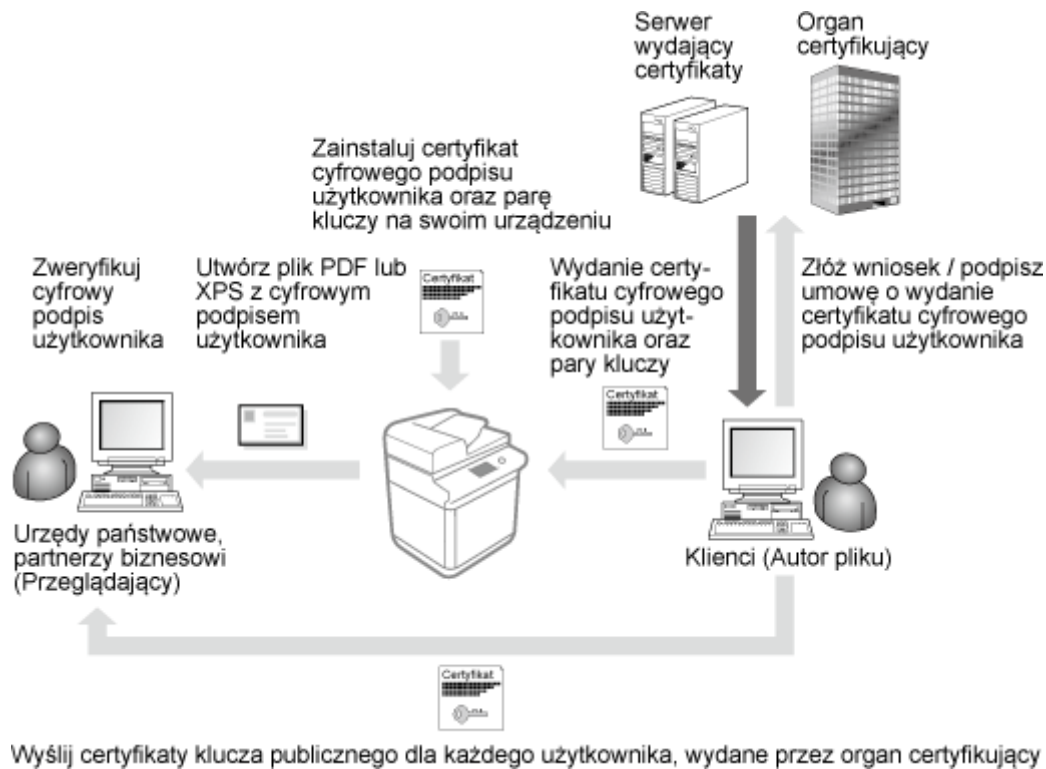 Serwer
wydający
certyfikaty
Organ
certyfikujący
Zainstaluj certyfikat
cyfrowego podpisu
użytkownika oraz parę
kluczy na swoim urządzeniu
Zweryfikuj
cyfrowy
podpis
użytkownika
Utwórz plik PDF lub
XPS z cyfrowym
podpisem
użytkownika
Certyfikat
Wydanie certy-
fikatu cyfrowego
podpisu użyt-
kownika oraz
pary kluczy
Złóż wniosek / podpisz
umowę o wydanie
certyfikatu cyfrowego
podpisu użytkownika
Certyfikat
Urzędy państwowe,
partnerzy biznesowi
(Przeglądający)
Klienci (Autor pliku)
Certyfikat
Wyślij certyfikaty klucza publicznego dla każdego użytkownika, wydane przez organ certyfikujący